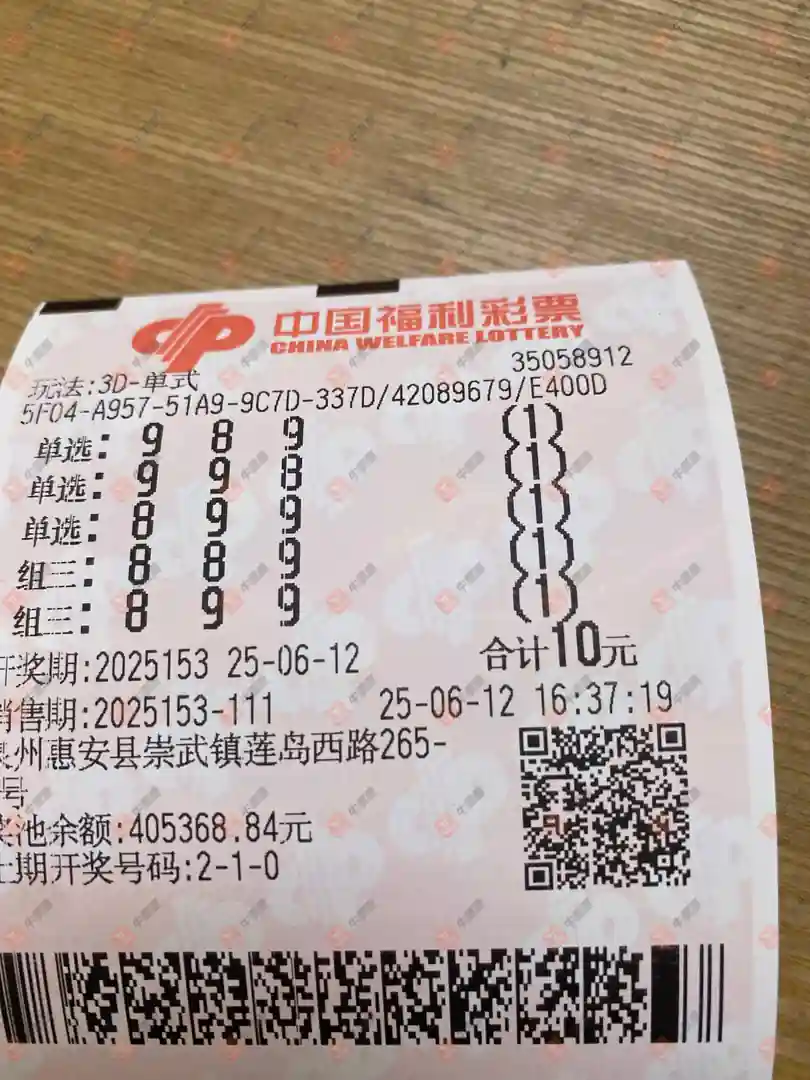 中国福利彩票
CHINA WELFARE LOTTERY
35058912
玩法:3D-单式
5F04-A957-51A9-9C7D-337D/42089679/E400D
单选: 9 8 9 (1)
单选: 9 9 8 (1)
单选: 8 9 9 (1)
组三: 8 8 9 (1)
组三: 8 9 9 (1)
合计10元
开奖期:2025153 25-06-12
销售期:2025153-111 25-06-12 16:37:19
泉州惠安县崇武镇莲岛西路265-
号
奖池余额:405368.84元
上期开奖号码:2-1-0